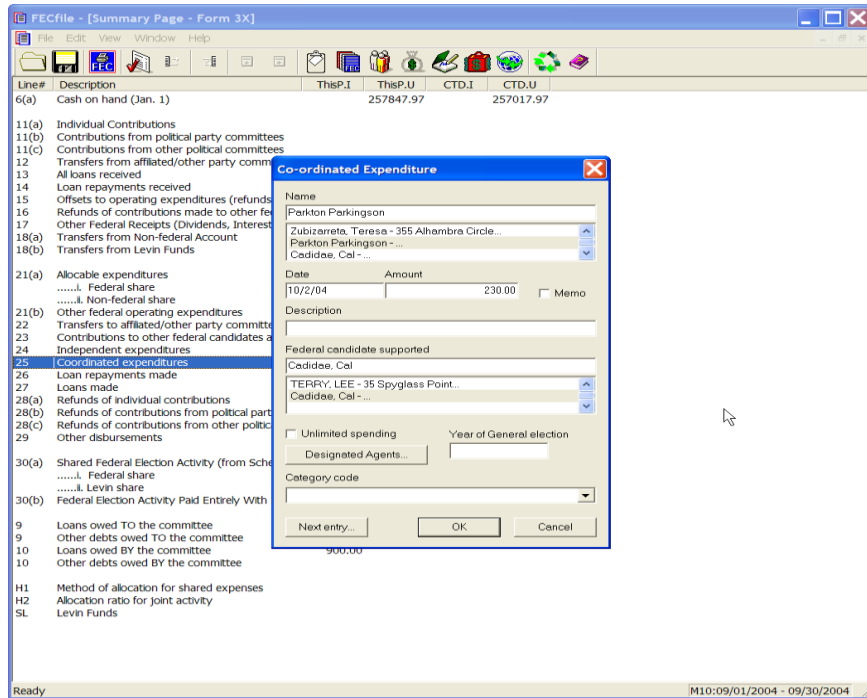 FECfile - [Summary Page - Form 3X]
File Edit View Window Help
Line# Description ThisP.I ThisP.U CTD.I CTD.U
6(a) Cash on hand (Jan. 1) 257847.97 257017.97
11(a) Individual Contributions
11(b) Contributions from political party committees
11(c) Contributions from other political committees
12 Transfers from affiliated/other party comm
13 All loans received
14 Loan repayments received
15 Offsets to operating expenditures (refunds
16 Refunds of contributions made to other fe
17 Other Federal Receipts (Dividends, Interest
18(a) Transfers from Non-federal Account
18(b) Transfers from Levin Funds
21(a) Allocable expenditures
......i. Federal share
......ii. Non-federal share
21(b) Other federal operating expenditures
22 Transfers to affiliated/other party committe
23 Contributions to other federal candidates a
24 Independent expenditures
25 Coordinated expenditures
26 Loan repayments made
27 Loans made
28(a) Refunds of individual contributions
28(b) Refunds of contributions from political part
28(c) Refunds of contributions from other politic
29 Other disbursements
30(a) Shared Federal Election Activity (from Sche
......i. Federal share
......ii. Levin share
30(b) Federal Election Activity Paid Entirely With
9 Loans owed TO the committee
9 Other debts owed TO the committee
10 Loans owed BY the committee 900.00
10 Other debts owed BY the committee
H1 Method of allocation for shared expenses
H2 Allocation ratio for joint activity
SL Levin Funds
Co-ordinated Expenditure
Name
Parkton Parkingson
Zubizarreta, Teresa - 355 Alhambra Circle...
Parkton Parkingson - ...
Cadidae, Cal - ...
Date Amount
10/2/04 230.00 Memo
Description
Federal candidate supported
Cadidae, Cal
TERRY, LEE - 35 Spyglass Point...
Cadidae, Cal - ...
Unlimited spending Year of General election
Designated Agents...
Category code
Next entry... OK Cancel
Ready M10:09/01/2004 - 09/30/2004